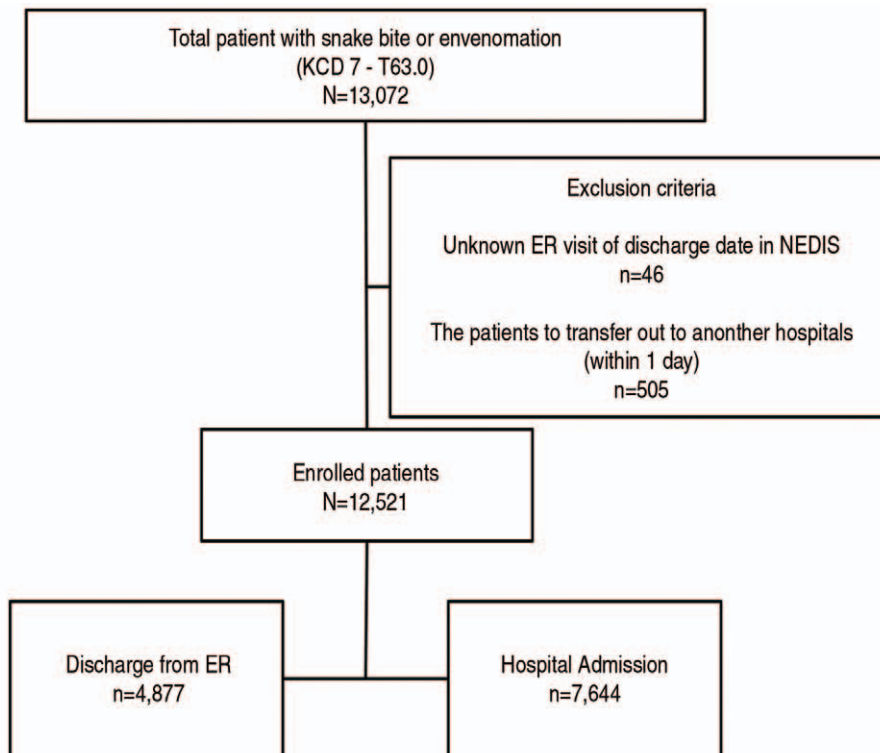 Total patient with snake bite or envenomation
(KCD 7 - T63.0)
N=13,072
Exclusion criteria
Unknown ER visit of discharge date in NEDIS
n=46
The patients to transfer out to anonther hospitals
(within 1 day)
n=505
Enrolled patients
N=12,521
Discharge from ER
n=4,877
Hospital Admission
n=7,644